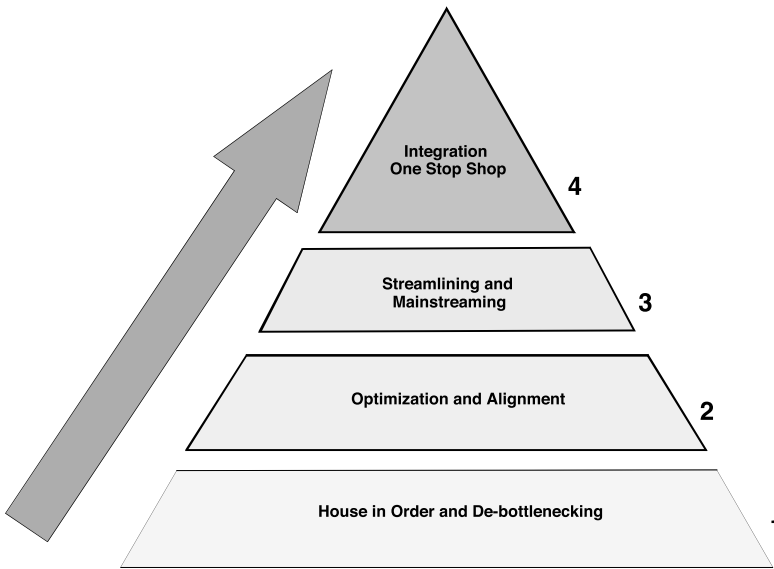 Integration
One Stop Shop
4
Streamlining and
Mainstreaming
3
Optimization and Alignment
2
House in Order and De-bottlenecking